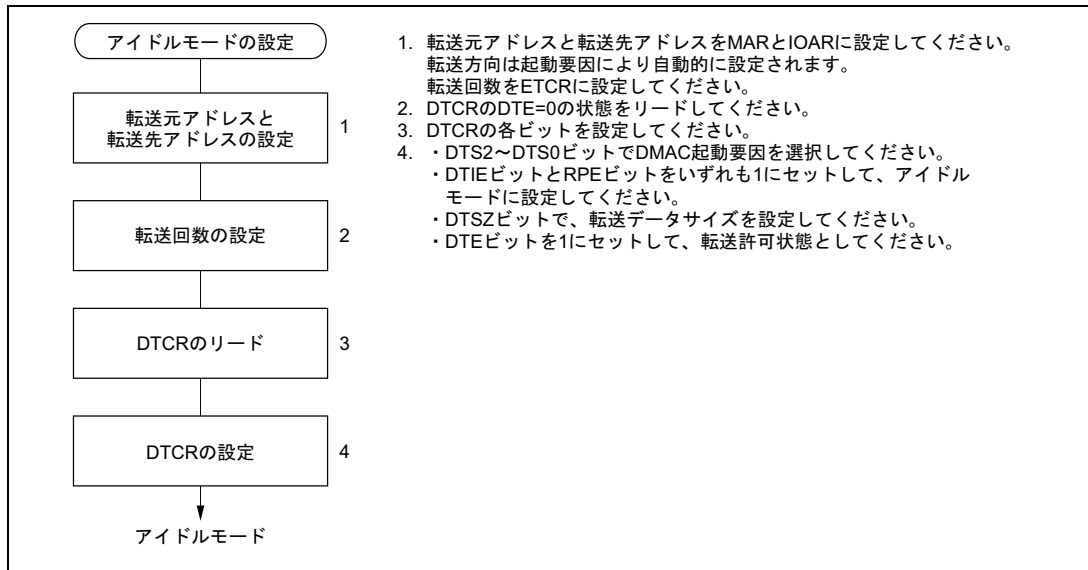 アイドルモードの設定
転送元アドレスと
転送先アドレスの設定
1
転送回数の設定
2
DTCRのリード
3
DTCRの設定
4
アイドルモード
1. 転送元アドレスと転送先アドレスをMARとIOARに設定してください。
転送方向は起動要因により自動的に設定されます。
転送回数をETCRに設定してください。
2. DTCRのDTE=0の状態をリードしてください。
3. DTCRの各ビットを設定してください。
4. ・DTS2～DTS0ビットでDMAC起動要因を選択してください。
・DTIEビットとRPEビットをいずれも1にセットして、アイドル
モードに設定してください。
・DTSZビットで、転送データサイズを設定してください。
・DTEビットを1にセットして、転送許可状態としてください。